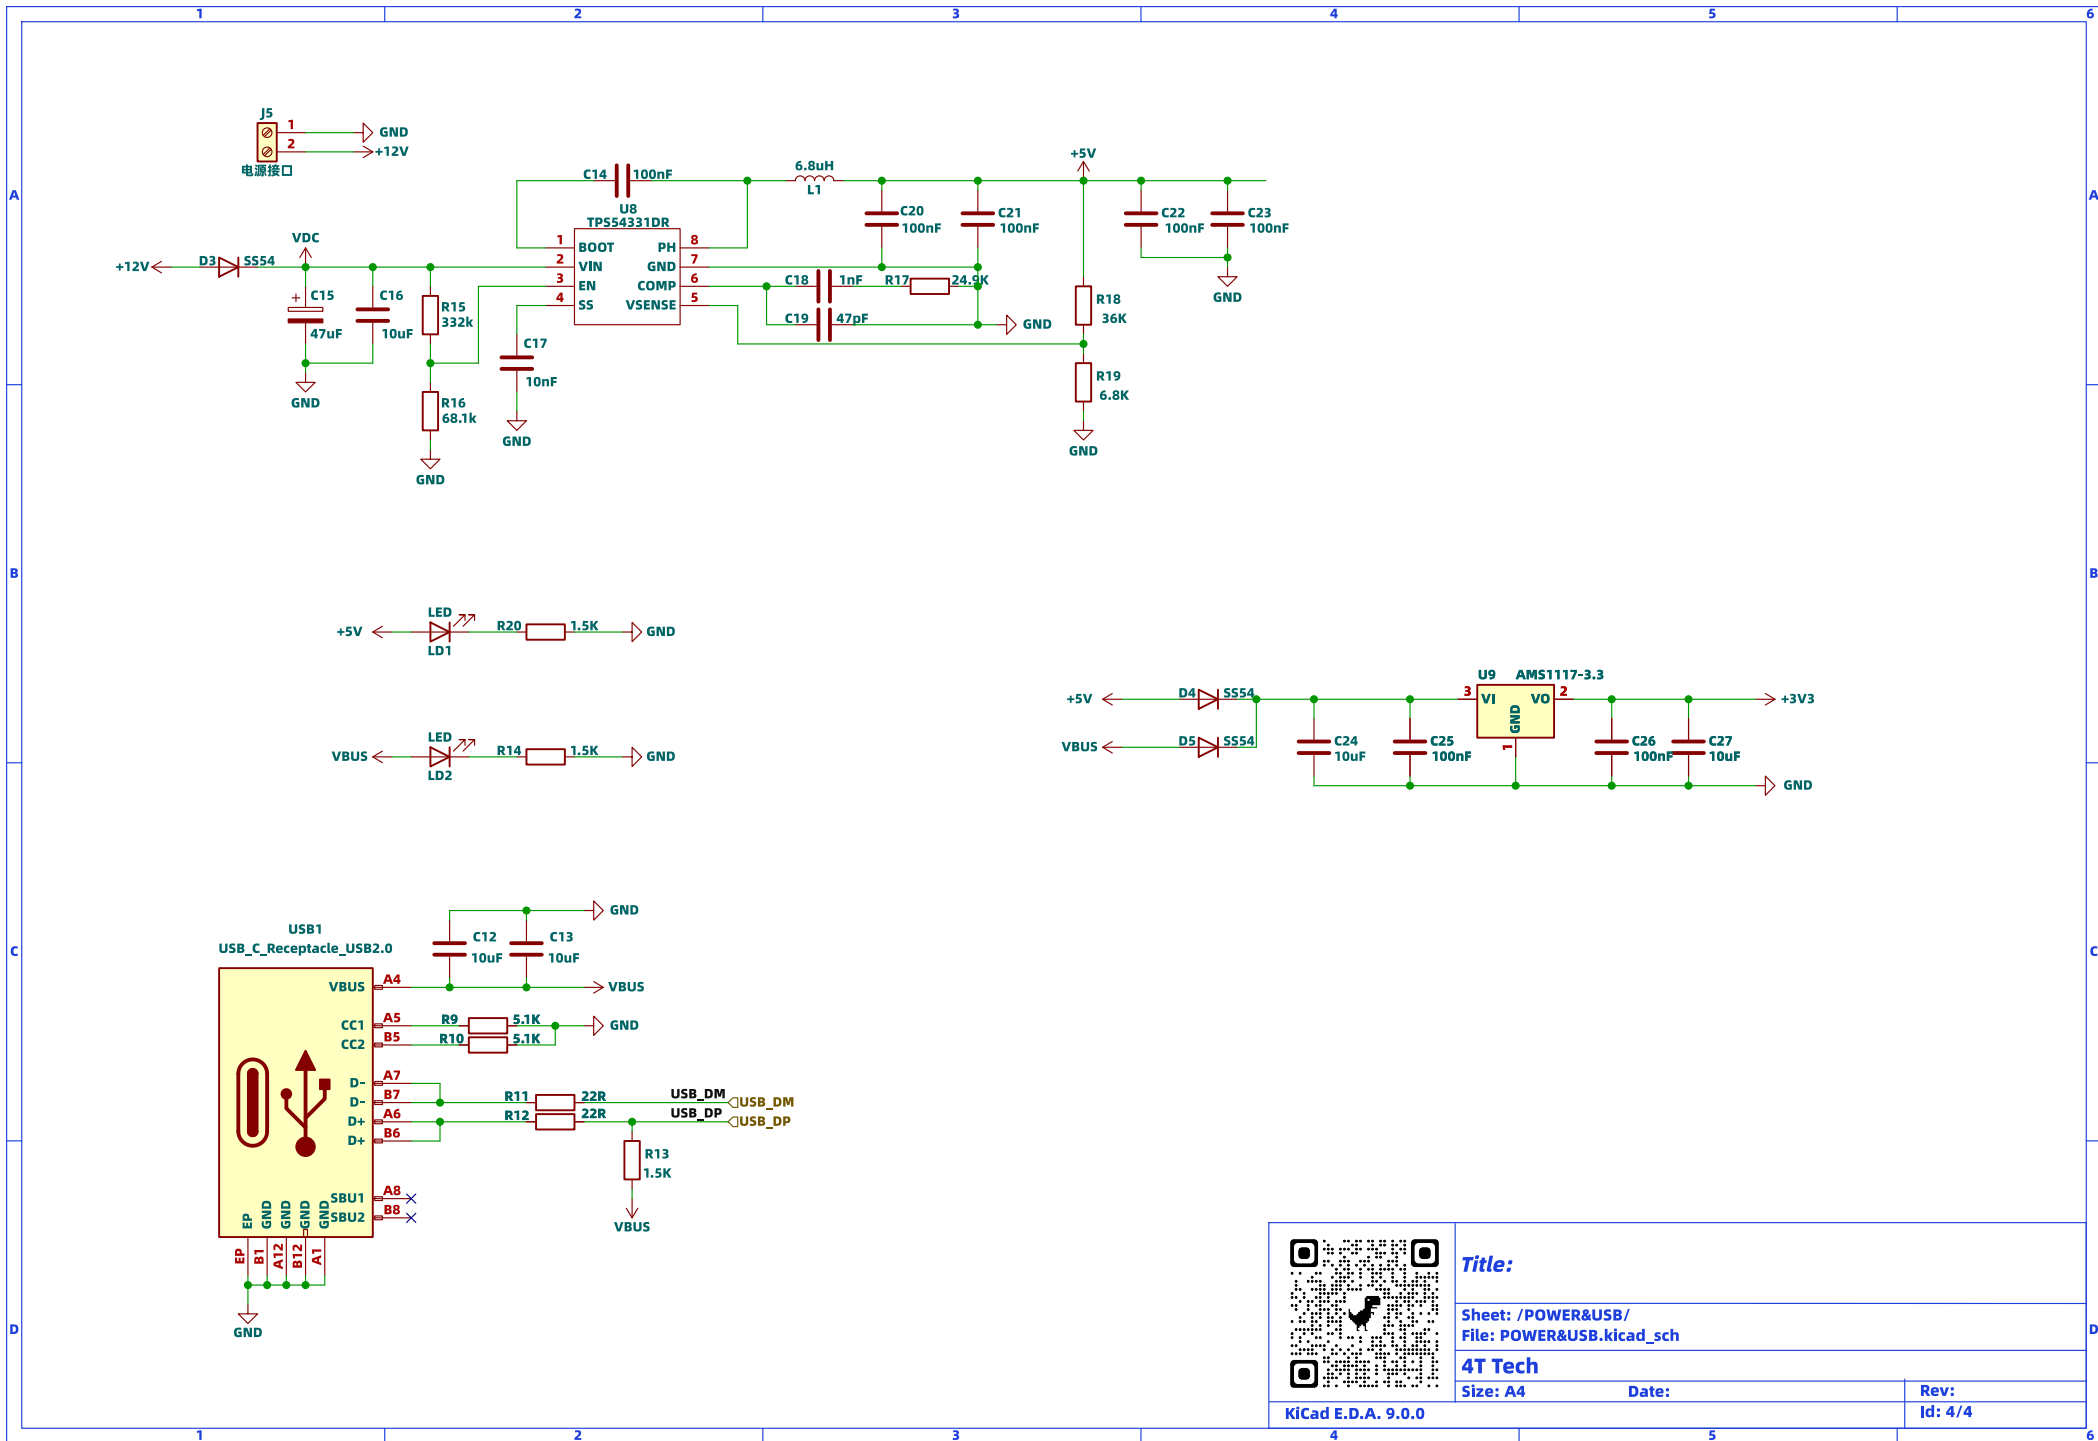 1 2 3 4 5 6
A
B
C
D
A
B
C
D
J5
1 GND
2 +12V
电源接口
+12V D3 SS54
VDC
C15
47uF
GND
C16
10uF
R15
332k
R16
68.1k
GND
C14 100nF
U8
TPS54331DR
1 BOOT PH 8
2 VIN GND 7
3 EN COMP 6
4 SS VSENSE 5
C17
10nF
GND
6.8uH
L1
C20
100nF
C21
100nF
C18 1nF R17 24.9K
C19 47pF GND
+5V
R18
36K
R19
6.8K
GND
C22
100nF
C23
100nF
GND
LED
+5V R20 1.5K GND
LD1
LED
VBUS R14 1.5K GND
LD2
U9 AMS1117-3.3
+5V D4 SS54 3 VI VO 2 +3V3
GND
1
VBUS D5 SS54
C24
10uF
C25
100nF
C26
100nF
C27
10uF
GND
USB1
USB_C_Receptacle_USB2.0
GND
C12
10uF
C13
10uF
VBUS A4 VBUS
CC1 A5 R9 5.1K GND
CC2 B5 R10 5.1K
D- A7
D- B7 R11 22R USB_DM USB_DM
D+ A6 R12 22R USB_DP USB_DP
D+ B6
R13
1.5K
VBUS
SBU1 A8
SBU2 B8
EP GND GND GND GND
EP B1 A12 B12 A1
GND
Title:
Sheet: /POWER&USB/
File: POWER&USB.kicad_sch
4T Tech
Size: A4 Date: Rev:
KiCad E.D.A. 9.0.0 Id: 4/4
1 2 3 4 5 6